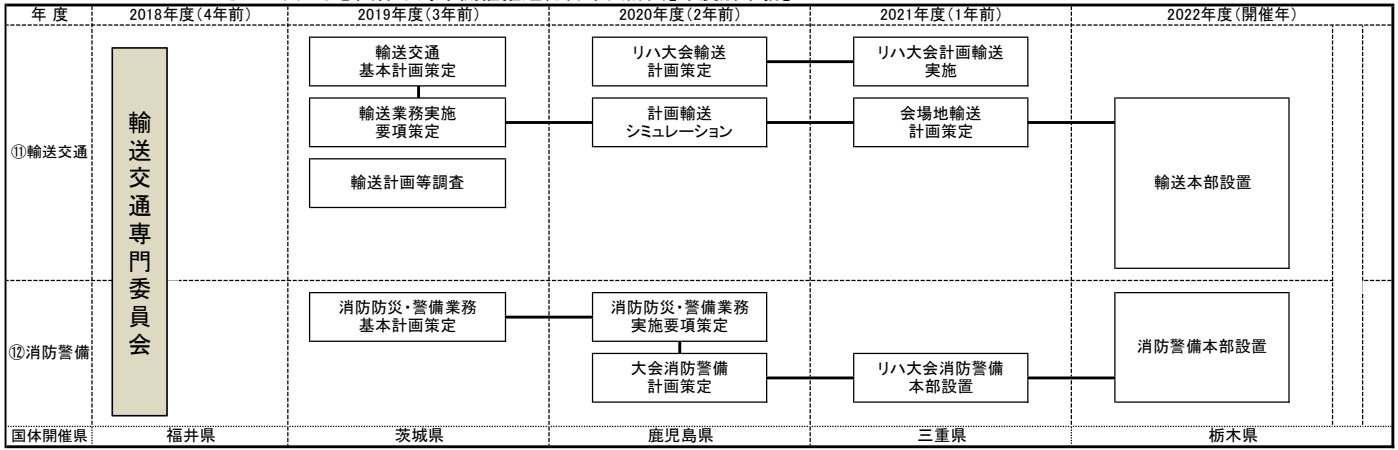 年度 2018年度(4年前) 2019年度(3年前) 2020年度(2年前) 2021年度(1年前) 2022年度(開催年)
⑪輸送交通
輸送交通専門委員会
輸送交通
基本計画策定
リハ大会輸送
計画策定
リハ大会計画輸送
実施
輸送業務実施
要項策定
計画輸送
シミュレーション
会場地輸送
計画策定
輸送計画等調査
輸送本部設置
⑫消防警備
消防防災・警備業務
基本計画策定
消防防災・警備業務
実施要項策定
大会消防警備
計画策定
リハ大会消防警備
本部設置
消防警備本部設置
国体開催県 福井県 茨城県 鹿児島県 三重県 栃木県